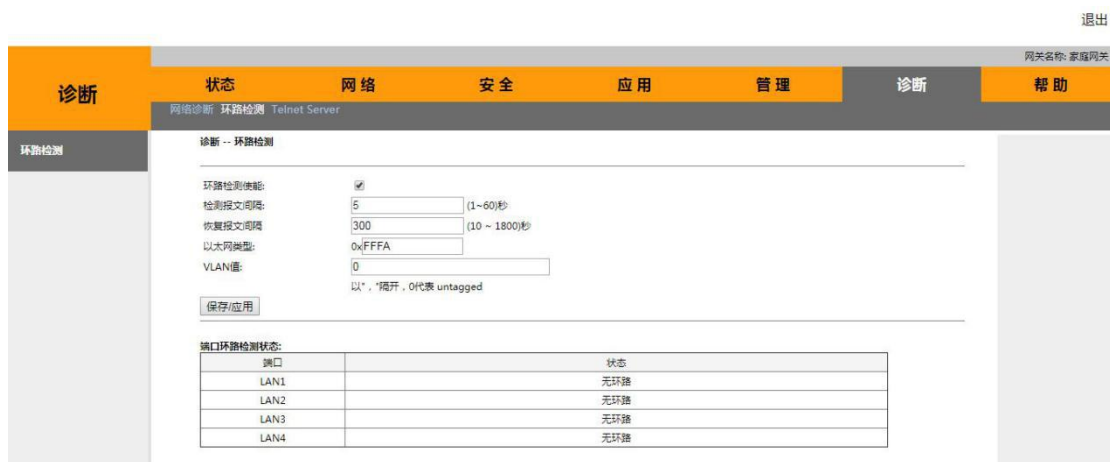 退出
网关名称: 家庭网关
诊断
状态 网络 安全 应用 管理 诊断 帮助
网络诊断 环路检测 Telnet Server
环路检测
诊断 -- 环路检测
环路检测使能:
检测报文间隔: 5 (1~60)秒
恢复报文间隔 300 (10 ~ 1800)秒
以太网类型: 0xFFFA
VLAN值: 0
以"，"隔开，0代表 untagged
保存/应用
端口环路检测状态:
端口 状态
LAN1 无环路
LAN2 无环路
LAN3 无环路
LAN4 无环路